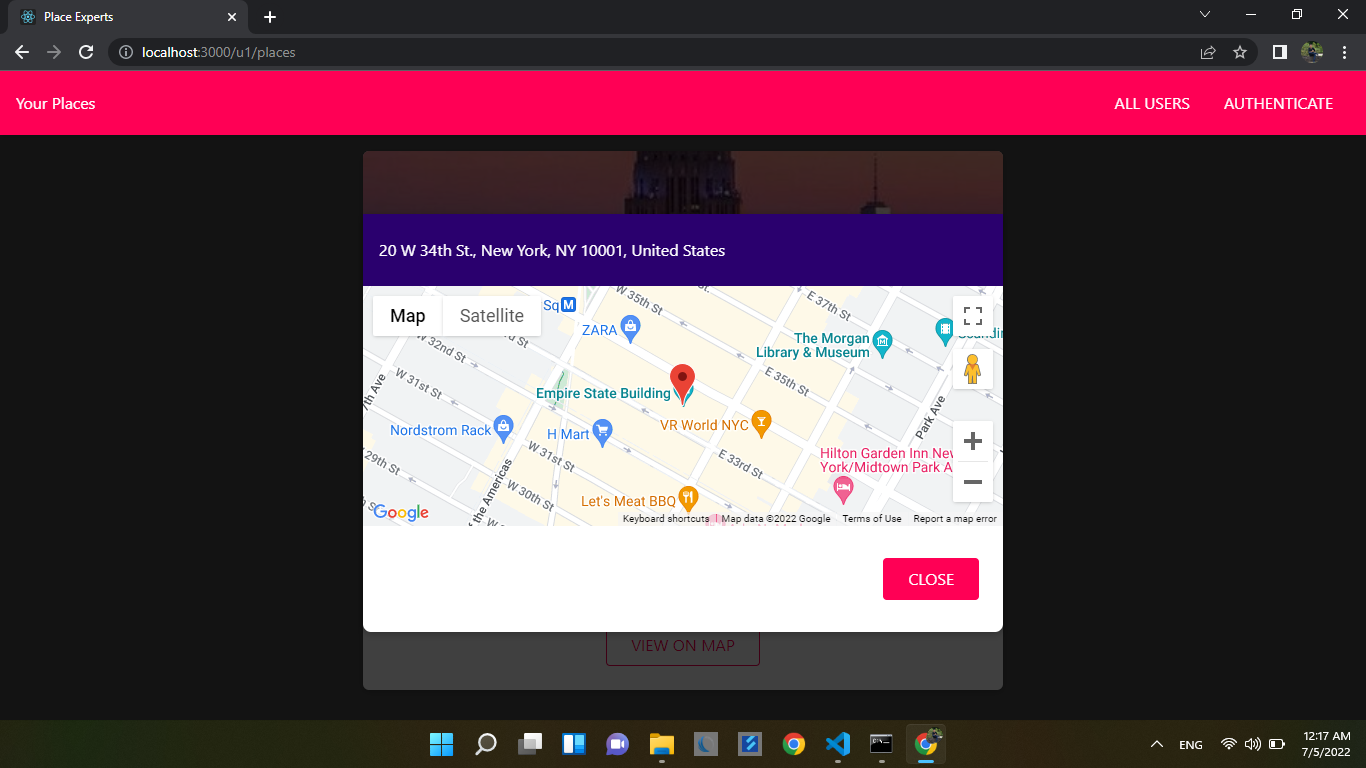 Place Experts
localhost:3000/u1/places
Your Places
ALL USERS
AUTHENTICATE
20 W 34th St., New York, NY 10001, United States
Map
Satellite
Sq M
W 35th St
E 37th St
ZARA
The Morgan
Library & Museum
W 32nd St
E 35th St
W 31st St
7th Ave
Empire State Building
Park Ave
VR World NYC
Nordstrom Rack
H Mart
W 31st St
E 33rd St
Hilton Garden Inn New
York/Midtown Park A
29th St
the Americas
W 30th St
Let's Meat BBQ
Google
Keyboard shortcuts
Map data ©2022 Google
Terms of Use
Report a map error
CLOSE
VIEW ON MAP
ENG
12:17 AM
7/5/2022